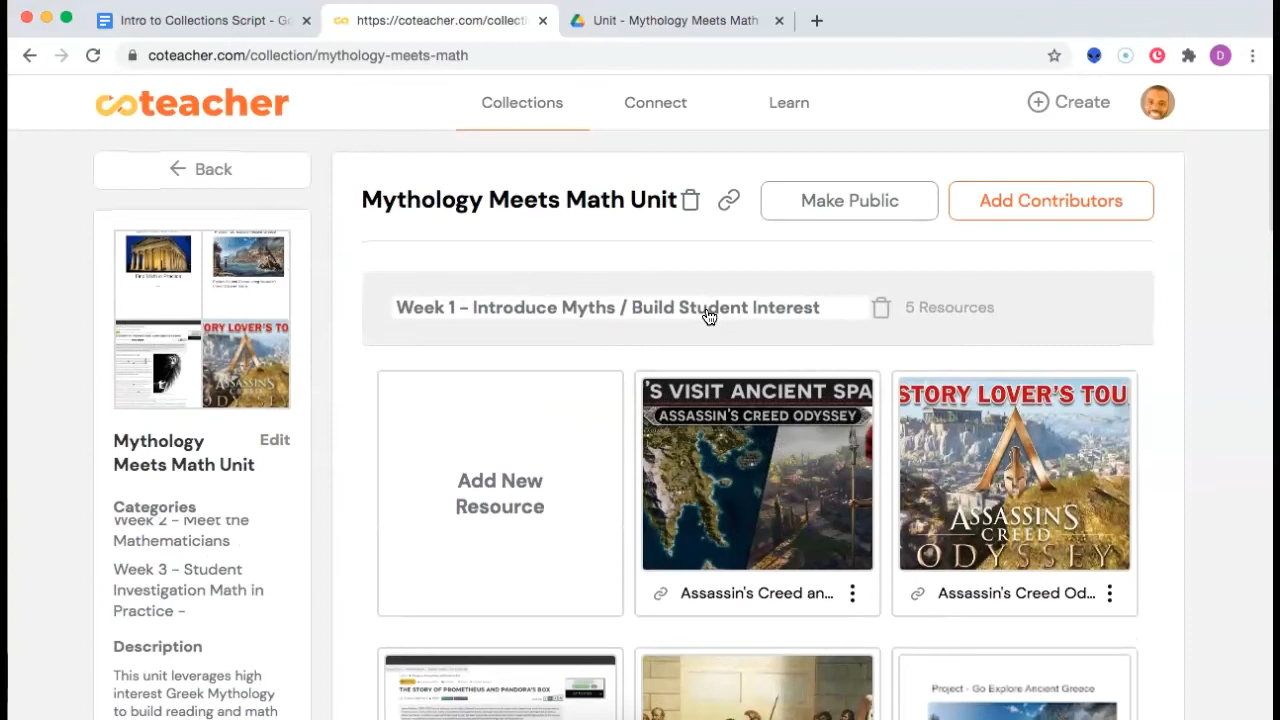 Intro to Collections Script - Go
https://coteacher.com/collecti
Unit - Mythology Meets Math
coteacher.com/collection/mythology-meets-math
D
coteacher
Collections
Connect
Learn
Create
Back
Mythology Meets Math Unit
Make Public
Add Contributors
Week 1 - Introduce Myths / Build Student Interest
5 Resources
Add New
Resource
'S VISIT ANCIENT SPA
ASSASSIN'S CREED ODYSSEY
Assassin's Creed an...
STORY LOVER'S TOU
ASSASSIN'S
CREED
ODYSSEY
Assassin's Creed Od...
ORY LOVER'S TO
Mythology
Meets Math Unit
Edit
Categories
Week 2 - Meet the
Mathematicians
Week 3 - Student
Investigation Math in
Practice -
Description
This unit leverages high
interest Greek Mythology
to build reading and math
THE STORY OF PROMETHEUS AND PANDORA'S BOX
Project - Go Explore Ancient Greece